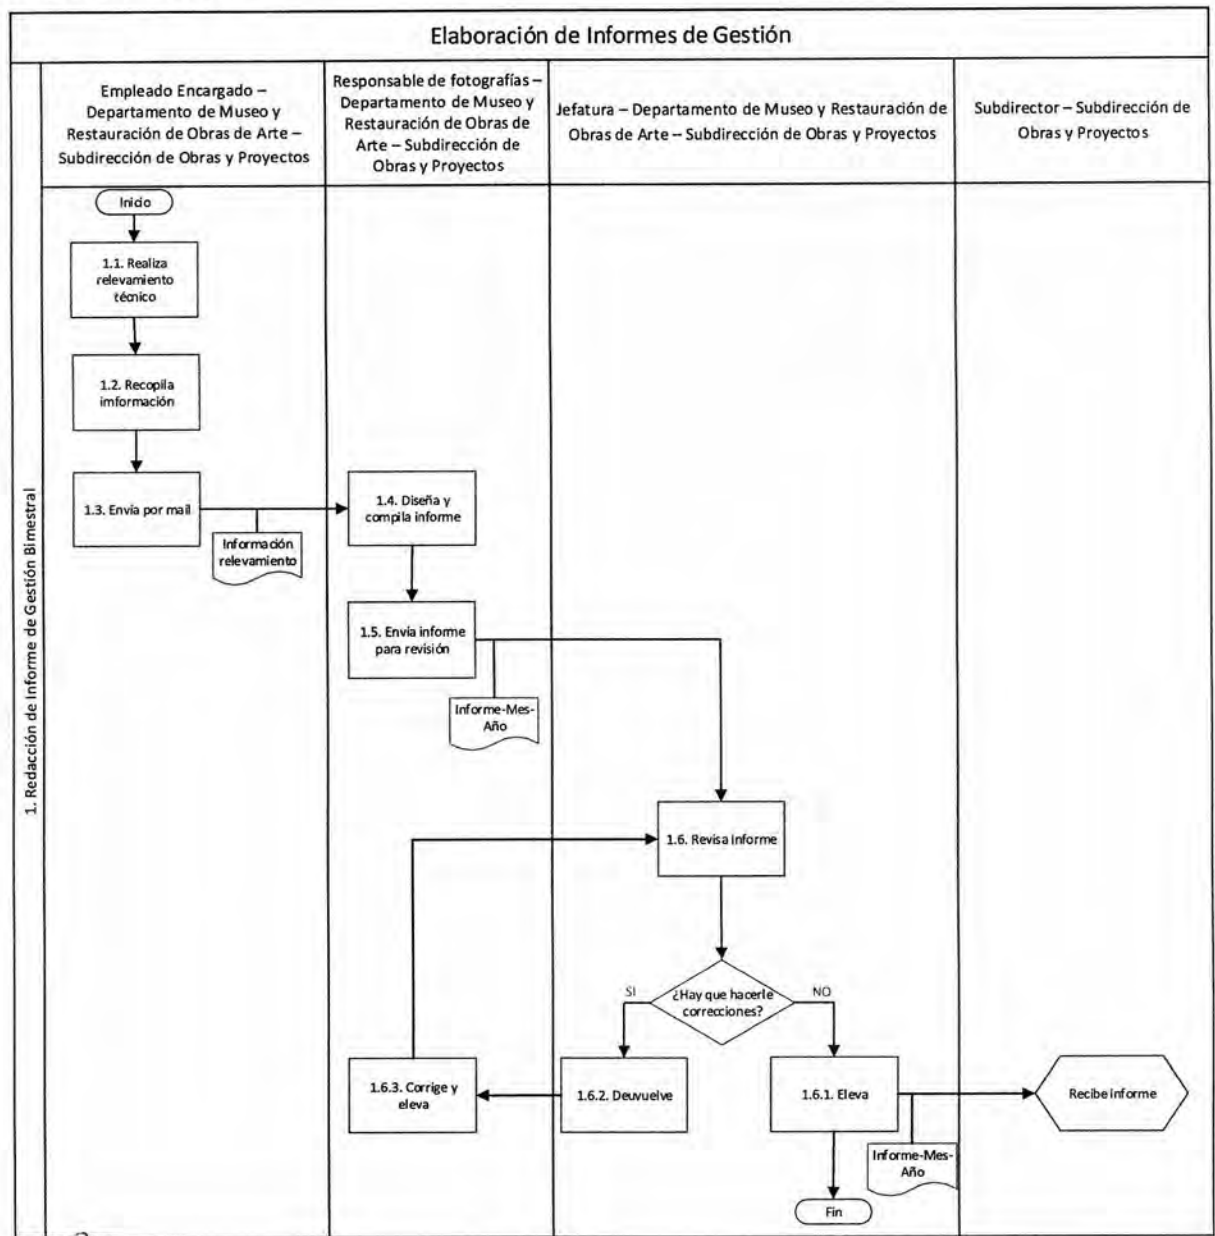 Elaboración de Informes de Gestión
Empleado Encargado –
Departamento de Museo y
Restauración de Obras de Arte –
Subdirección de Obras y Proyectos
Responsable de fotografías –
Departamento de Museo y
Restauración de Obras de
Arte – Subdirección de
Obras y Proyectos
Jefatura – Departamento de Museo y Restauración de
Obras de Arte – Subdirección de Obras y Proyectos
Subdirector – Subdirección de
Obras y Proyectos
1. Redacción de Informe de Gestión Bimestral
Inicio
1.1. Realiza
relevamiento
técnico
1.2. Recopila
imformación
1.3. Envía por mail
Información
relevamiento
1.4. Diseña y
compila informe
1.5. Envía informe
para revisión
Informe-Mes-
Año
1.6. Revisa Informe
¿Hay que hacerle
correcciones?
SI
NO
1.6.3. Corrige y
eleva
1.6.2. Deuvuelve
1.6.1. Eleva
Informe-Mes-
Año
Recibe informe
Fin